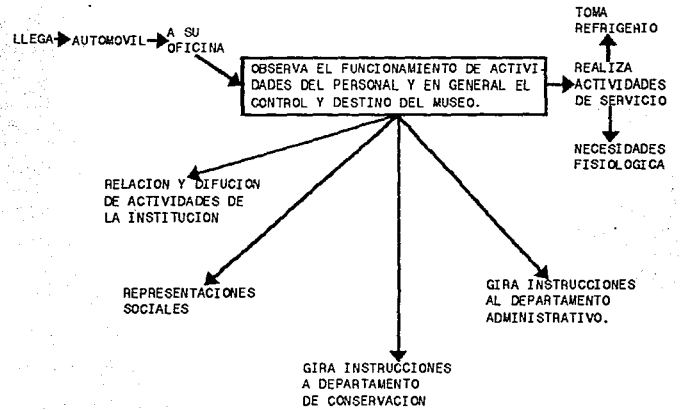 LLEGA AUTOMOVIL A SU
OFICINA
OBSERVA EL FUNCIONAMIENTO DE ACTIVI-
DADES DEL PERSONAL Y EN GENERAL EL
CONTROL Y DESTINO DEL MUSEO.
TOMA
REFRIGERIO
REALIZA
ACTIVIDADES
DE SERVICIO
NECESIDADES
FISIOLOGICA
RELACION Y DIFUCION
DE ACTIVIDADES DE
LA INSTITUCION
REPRESENTACIONES
SOCIALES
GIRA INSTRUCCIONES
A DEPARTAMENTO
DE CONSERVACION
GIRA INSTRUCCIONES
AL DEPARTAMENTO
ADMINISTRATIVO.